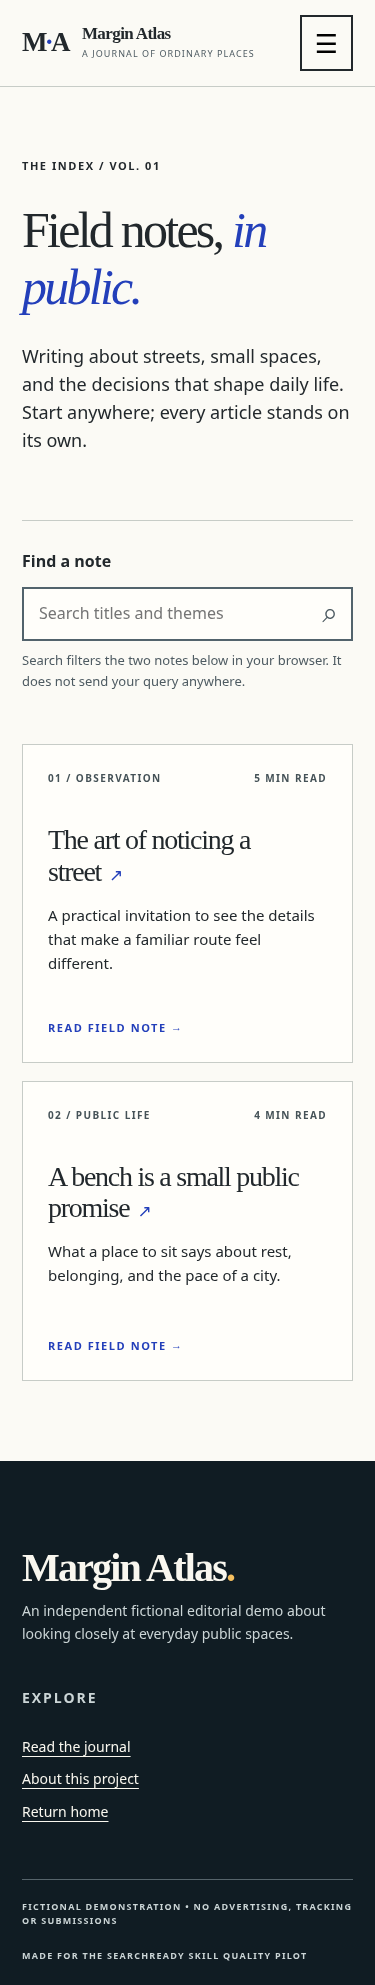 M·A
Margin Atlas
A JOURNAL OF ORDINARY PLACES
THE INDEX / VOL. 01
Field notes, in
public.
Writing about streets, small spaces,
and the decisions that shape daily life.
Start anywhere; every article stands on
its own.
Find a note
Search titles and themes
Search filters the two notes below in your browser. It
does not send your query anywhere.
01 / OBSERVATION
5 MIN READ
The art of noticing a
street ↗
A practical invitation to see the details
that make a familiar route feel
different.
READ FIELD NOTE →
02 / PUBLIC LIFE
4 MIN READ
A bench is a small public
promise ↗
What a place to sit says about rest,
belonging, and the pace of a city.
READ FIELD NOTE →
Margin Atlas.
An independent fictional editorial demo about
looking closely at everyday public spaces.
EXPLORE
Read the journal
About this project
Return home
FICTIONAL DEMONSTRATION • NO ADVERTISING, TRACKING
OR SUBMISSIONS
MADE FOR THE SEARCHREADY SKILL QUALITY PILOT